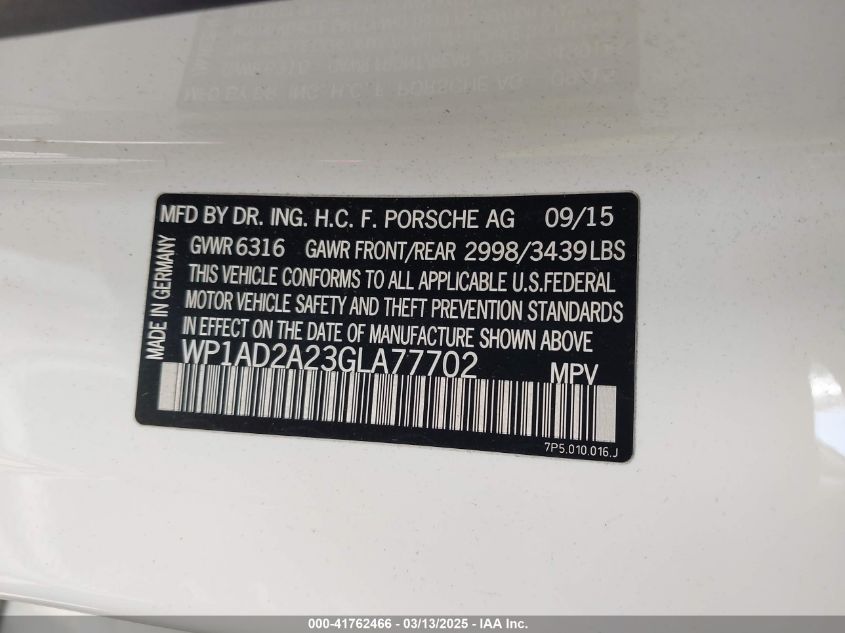 MFD BY DR. ING. H.C. F. PORSCHE AG 09/15
GVWR 6316 GAWR FRONT/REAR 2998/3439 LBS
THIS VEHICLE CONFORMS TO ALL APPLICABLE U.S. FEDERAL
MOTOR VEHICLE SAFETY AND THEFT PREVENTION STANDARDS
IN EFFECT ON THE DATE OF MANUFACTURE SHOWN ABOVE
WP1AD2A23GLA77702 MPV
7P5.010.016.J
MADE IN GERMANY
000-41762466 - 03/13/2025 - IAA Inc.